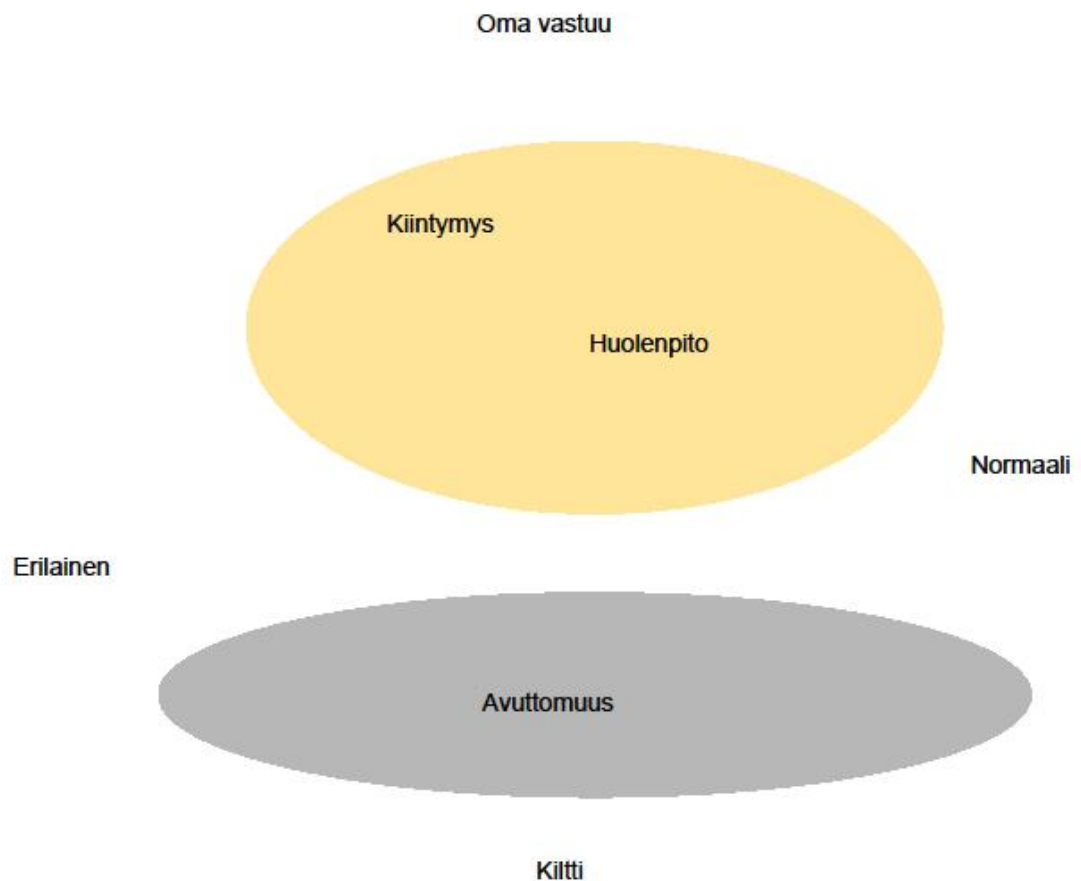 Oma vastuu
Kiintymys
Huolenpito
Normaali
Erilainen
Avuttomuus
Kiltti